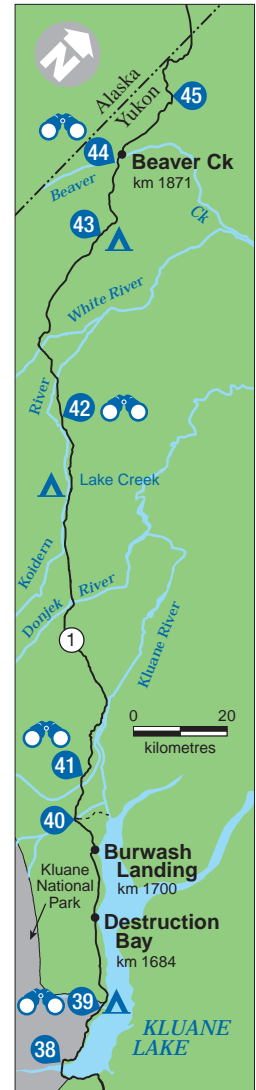 N
Alaska
Yukon
45
44
Beaver Ck
km 1871
Beaver
Ck
43
White River
River
42
Lake Creek
Koidern
Donjek
River
1
Kluane River
0 20
kilometres
41
40
Burwash
Landing
km 1700
Kluane
National
Park
Destruction
Bay
km 1684
39
38
KLUANE
LAKE